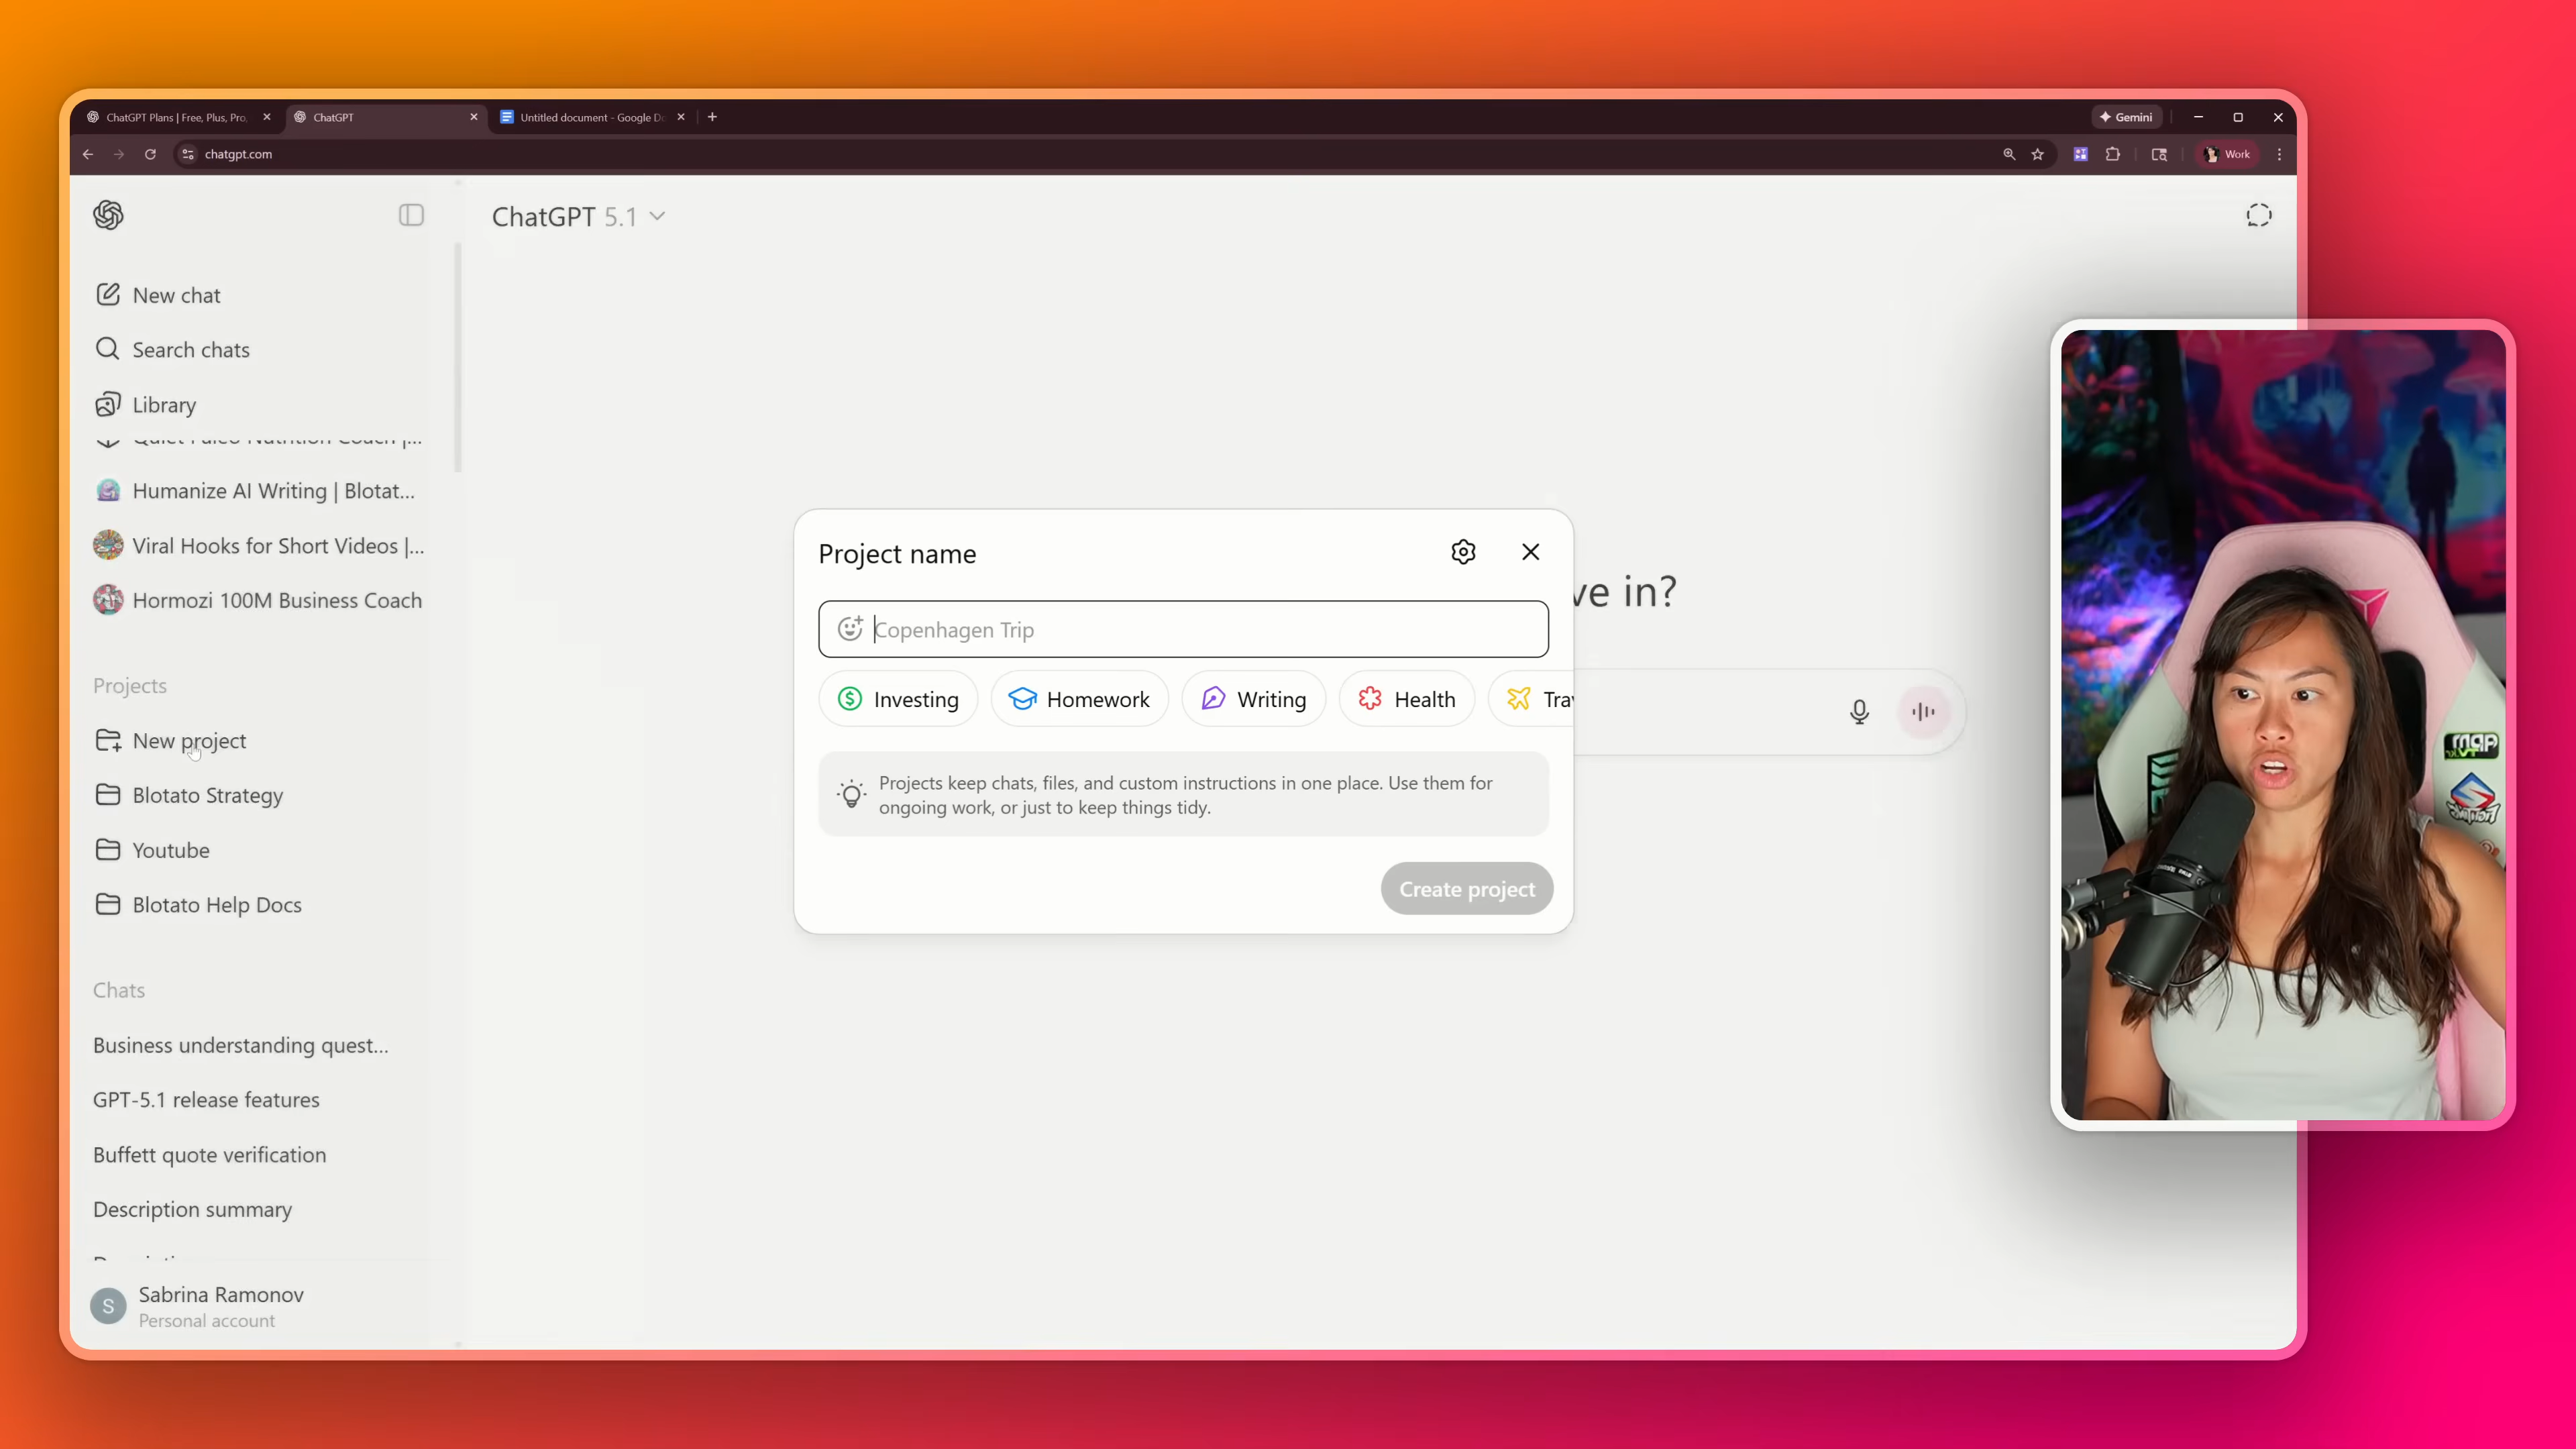 ChatGPT Plans | Free, Plus, Pro,
ChatGPT
Untitled document - Google Do
Gemini
chatgpt.com
Work
ChatGPT 5.1
New chat
Search chats
Library
Quiet Paleo Nutrition Coach |...
Humanize AI Writing | Blotat...
Viral Hooks for Short Videos |...
Hormozi 100M Business Coach
Projects
New project
Blotato Strategy
Youtube
Blotato Help Docs
Chats
Business understanding quest...
GPT-5.1 release features
Buffett quote verification
Description summary
S
Sabrina Ramonov
Personal account
ve in?
Project name
Copenhagen Trip
Investing
Homework
Writing
Health
Tra
Projects keep chats, files, and custom instructions in one place. Use them for
ongoing work, or just to keep things tidy.
Create project